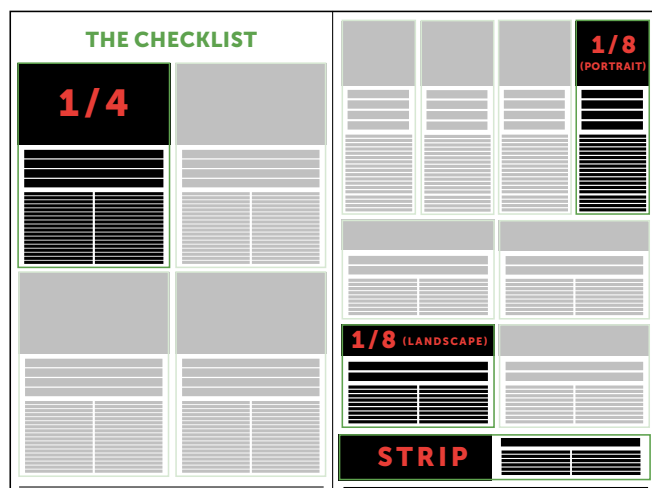 THE CHECKLIST
1/4
1/8
(PORTRAIT)
1/8 (LANDSCAPE)
STRIP